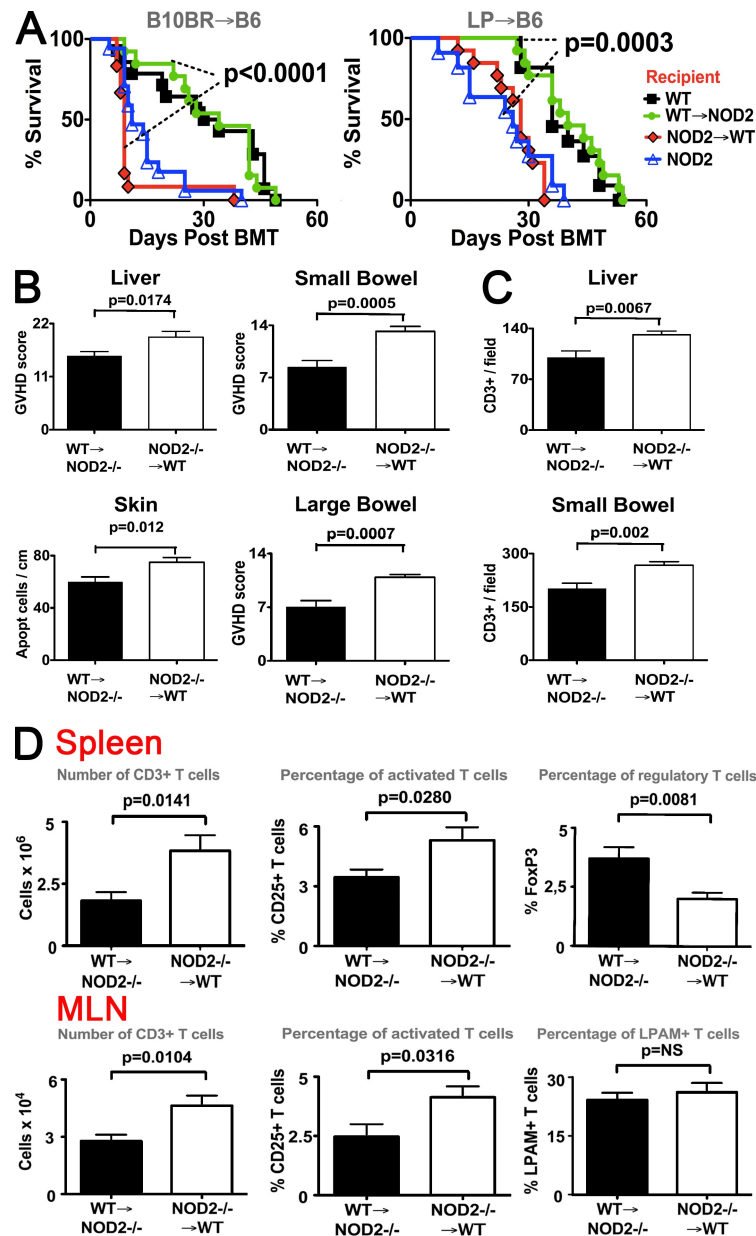 A
B10BR→B6
LP→B6
% Survival
100
50
0
p<0.0001
0
30
60
Days Post BMT
% Survival
100
50
0
p=0.0003
0
30
60
Days Post BMT
Recipient
WT
WT→NOD2
NOD2→WT
NOD2
B
Liver
p=0.0174
GVHD score
22
11
0
WT→
NOD2-/-
NOD2-/-
→WT
Small Bowel
p=0.0005
GVHD score
14
7
0
WT→
NOD2-/-
NOD2-/-
→WT
Skin
p=0.012
Apopt cells / cm
80
40
0
WT→
NOD2-/-
NOD2-/-
→WT
Large Bowel
p=0.0007
GVHD score
14
7
0
WT→
NOD2-/-
NOD2-/-
→WT
C
Liver
p=0.0067
CD3+ / field
140
70
0
WT→
NOD2-/-
NOD2-/-
→WT
Small Bowel
p=0.002
CD3+ / field
300
150
0
WT→
NOD2-/-
NOD2-/-
→WT
D
Spleen
Number of CD3+ T cells
p=0.0141
Cells x 10⁶
5
2.5
0
WT→
NOD2-/-
NOD2-/-
→WT
Percentage of activated T cells
p=0.0280
% CD25+ T cells
6
3
0
WT→
NOD2-/-
NOD2-/-
→WT
Percentage of regulatory T cells
p=0.0081
% FoxP3
5
2,5
0
WT→
NOD2-/-
NOD2-/-
→WT
MLN
Number of CD3+ T cells
p=0.0104
Cells x 10⁴
6
3
0
WT→
NOD2-/-
NOD2-/-
→WT
Percentage of activated T cells
p=0.0316
% CD25+ T cells
5
2.5
0
WT→
NOD2-/-
NOD2-/-
→WT
Percentage of LPAM+ T cells
p=NS
% LPAM+ T cells
30
15
0
WT→
NOD2-/-
NOD2-/-
→WT